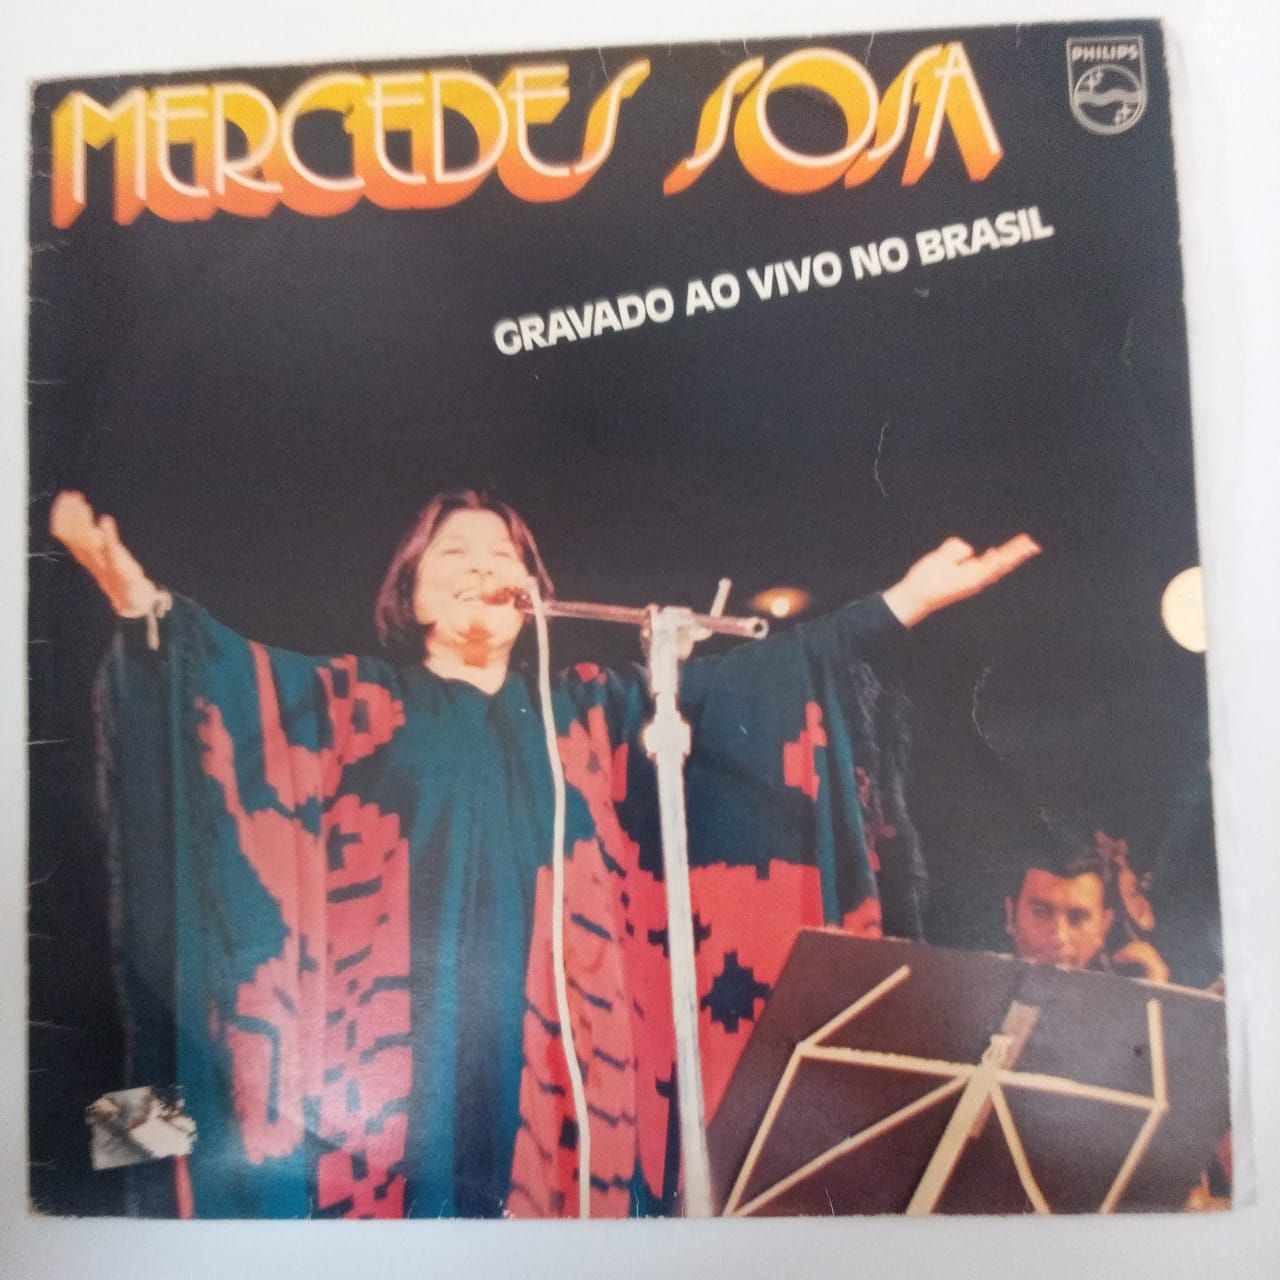 MERCEDES SOSA
PHILIPS
GRAVADO AO VIVO NO BRASIL